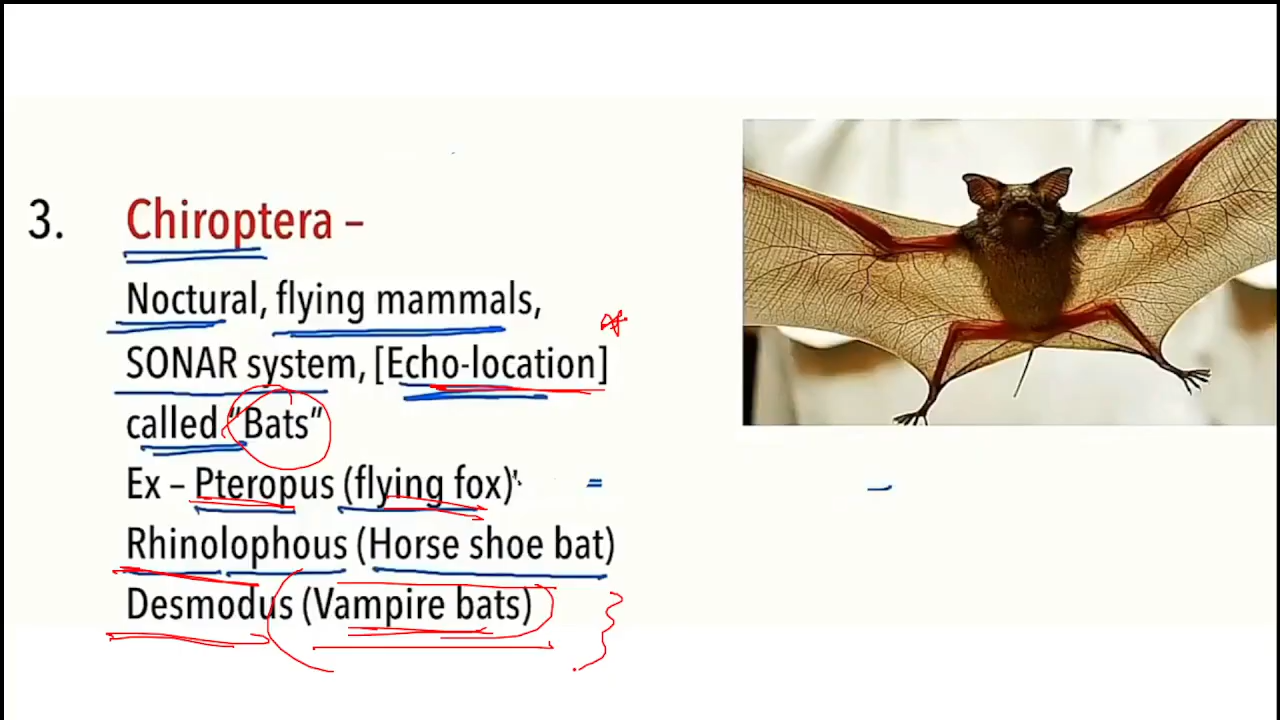 3. Chiroptera –
Noctural, flying mammals,
SONAR system, [Echo-location]
called “Bats“
Ex – Pteropus (flying fox)
Rhinolophous (Horse shoe bat)
Desmodus (Vampire bats)